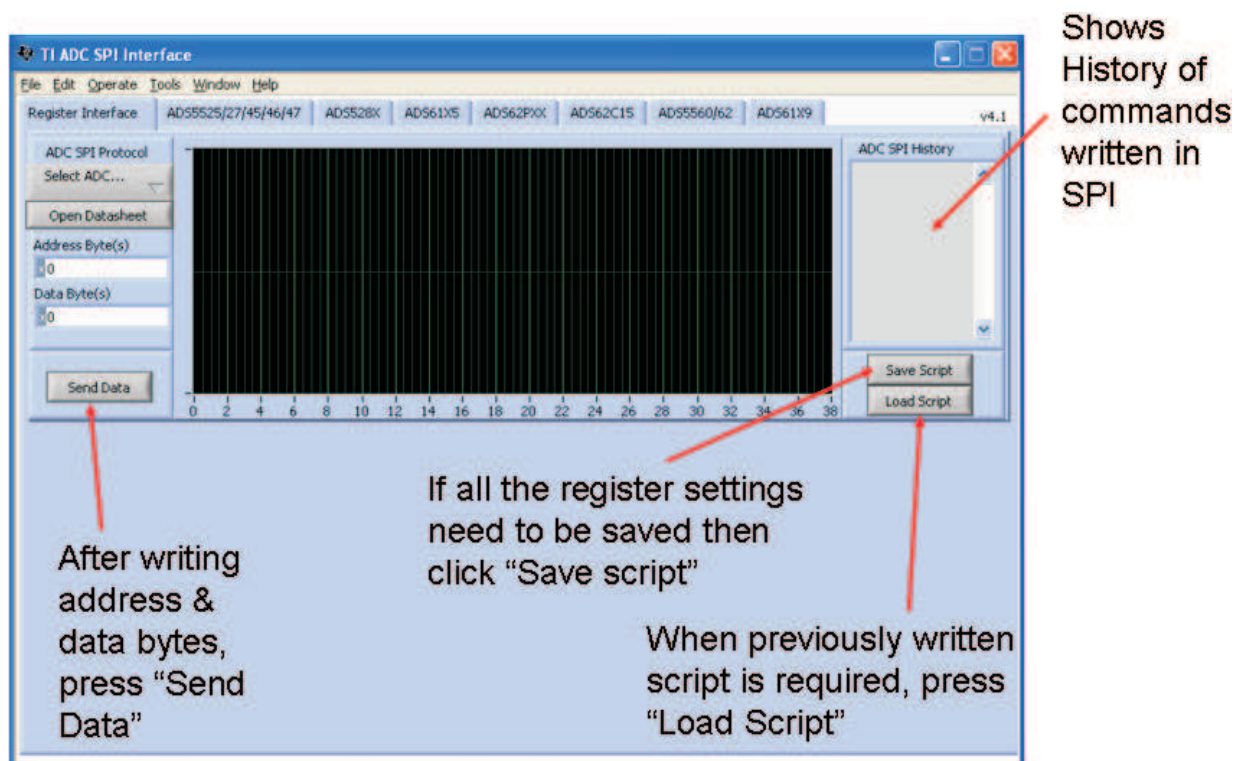 Shows
History of
commands
written in
SPI
TI ADC SPI Interface
File Edit Operate Tools Window Help
Register Interface ADS5525/27/45/46/47 ADS528X ADS61X5 ADS62PXX ADS62C15 ADS5560/62 ADS61X9 v4.1
ADC SPI Protocol
Select ADC...
Open Datasheet
Address Byte(s)
x0
Data Byte(s)
x0
Send Data
0 2 4 6 8 10 12 14 16 18 20 22 24 26 28 30 32 34 36 38
ADC SPI History
Save Script
Load Script
If all the register settings
need to be saved then
click “Save script”
After writing
address &
data bytes,
press “Send
Data”
When previously written
script is required, press
“Load Script”